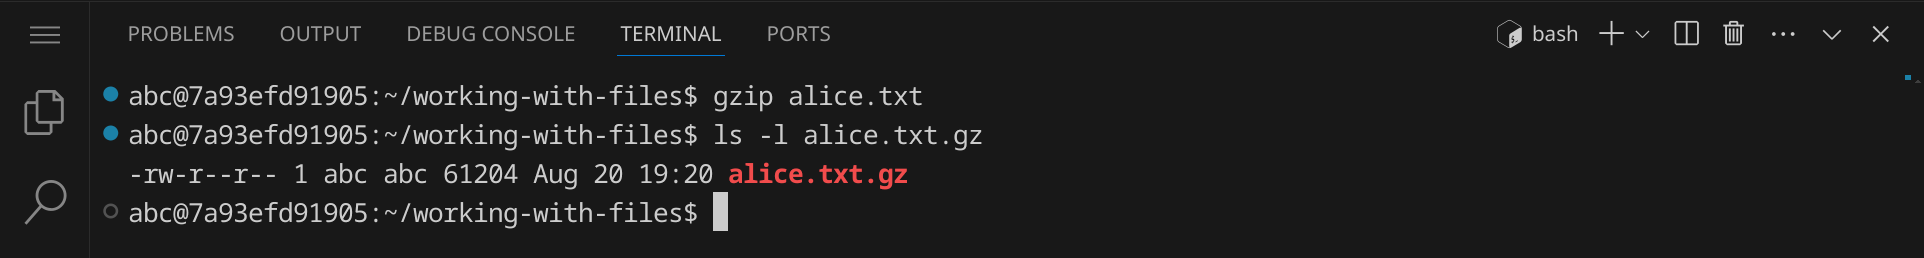 PROBLEMS OUTPUT DEBUG CONSOLE TERMINAL PORTS bash
abc@7a93efd91905:~/working-with-files$ gzip alice.txt
abc@7a93efd91905:~/working-with-files$ ls -l alice.txt.gz
-rw-r--r-- 1 abc abc 61204 Aug 20 19:20 alice.txt.gz
abc@7a93efd91905:~/working-with-files$